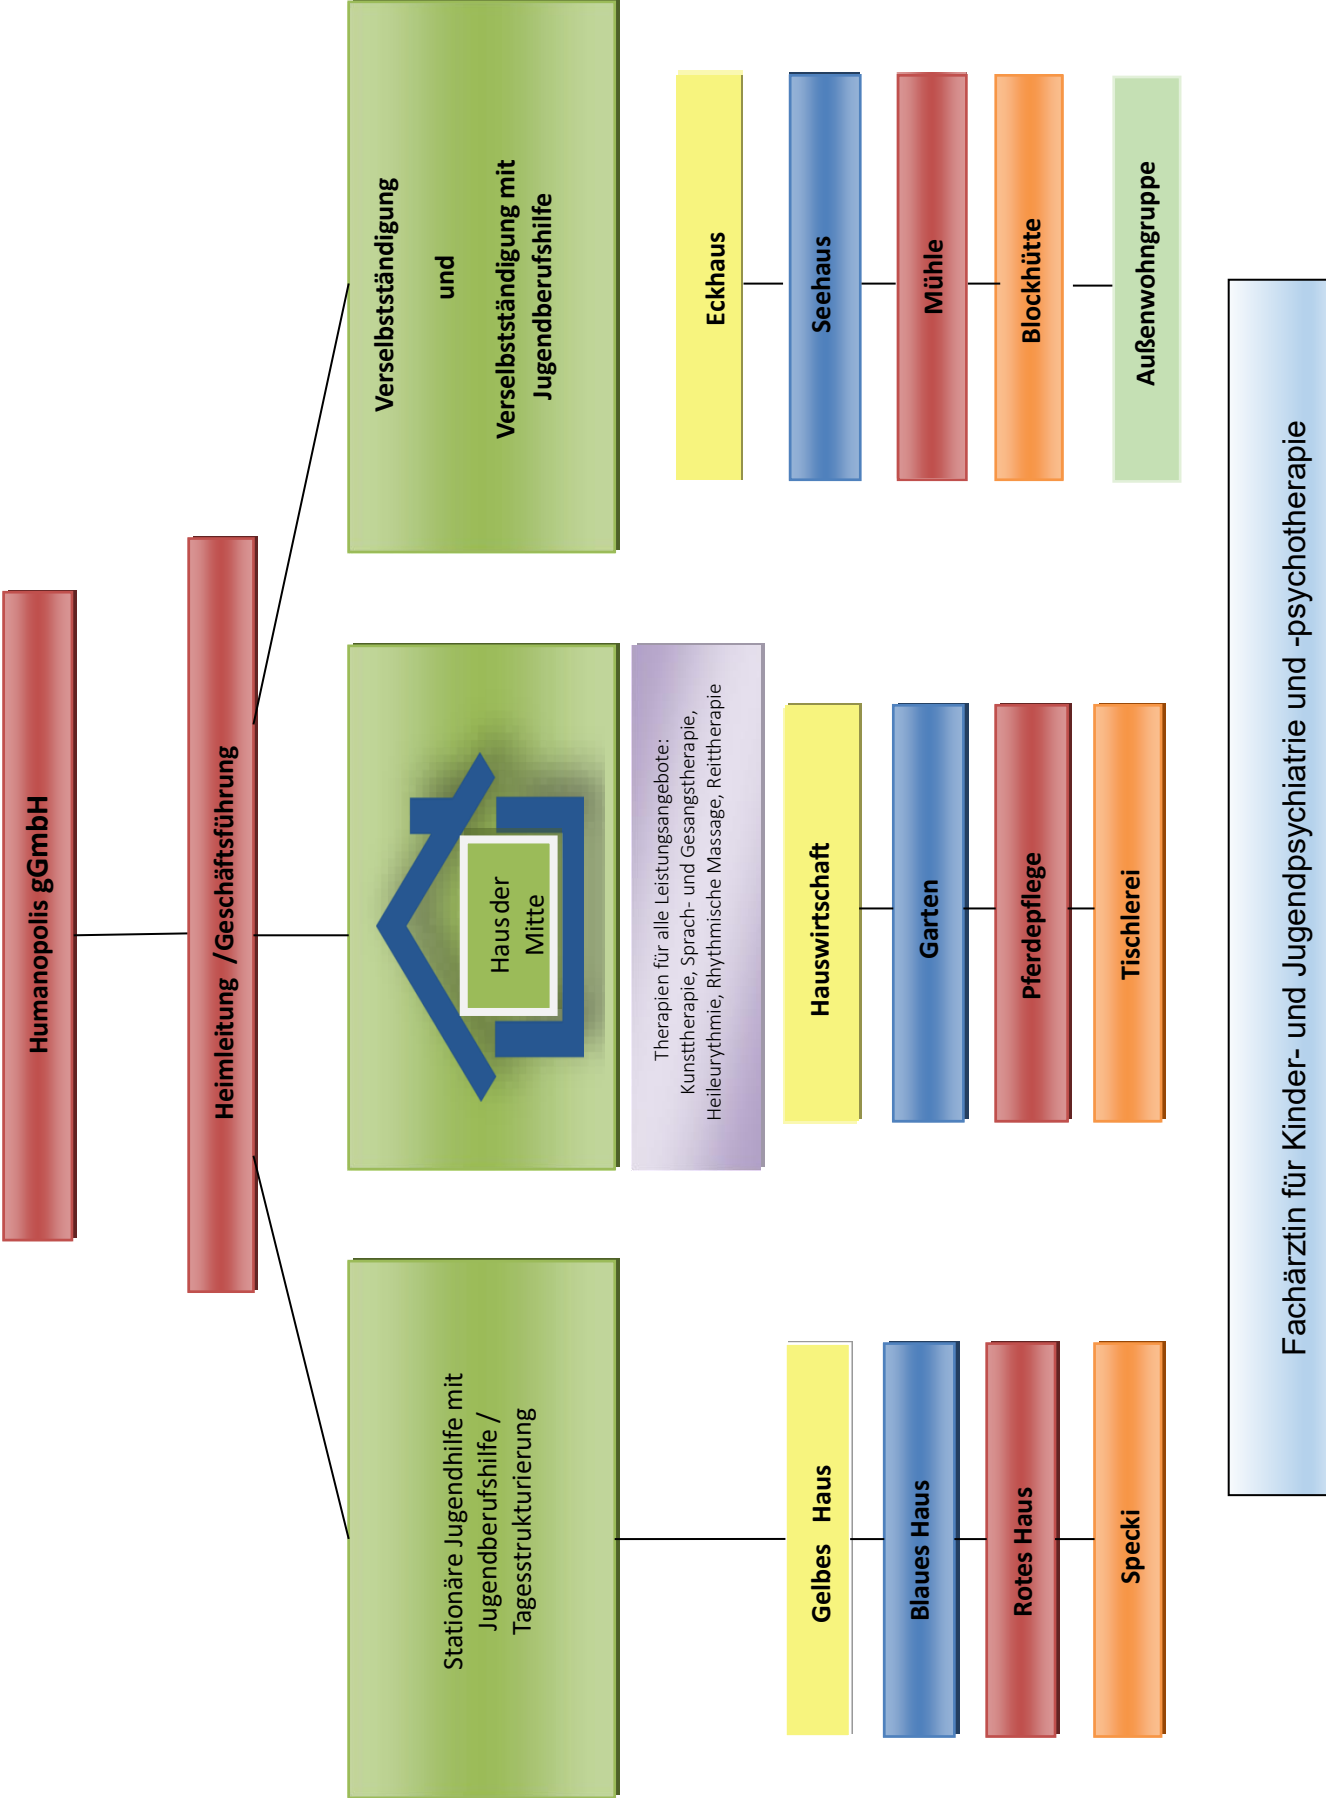 Humanopolis gGmbH
Heimleitung /Geschäftsführung
Stationäre Jugendhilfe mit
Jugendberufshilfe /
Tagesstrukturierung
Gelbes Haus
Blaues Haus
Rotes Haus
Specki
Haus der
Mitte
Therapien für alle Leistungsangebote:
Kunsttherapie, Sprach- und Gesangstherapie,
Heileurythmie, Rhythmische Massage, Reittherapie
Hauswirtschaft
Garten
Pferdepflege
Tischlerei
Verselbstständigung
und
Verselbstständigung mit
Jugendberufshilfe
Eckhaus
Seehaus
Mühle
Blockhütte
Außenwohngruppe
Fachärztin für Kinder- und Jugendpsychiatrie und -psychotherapie